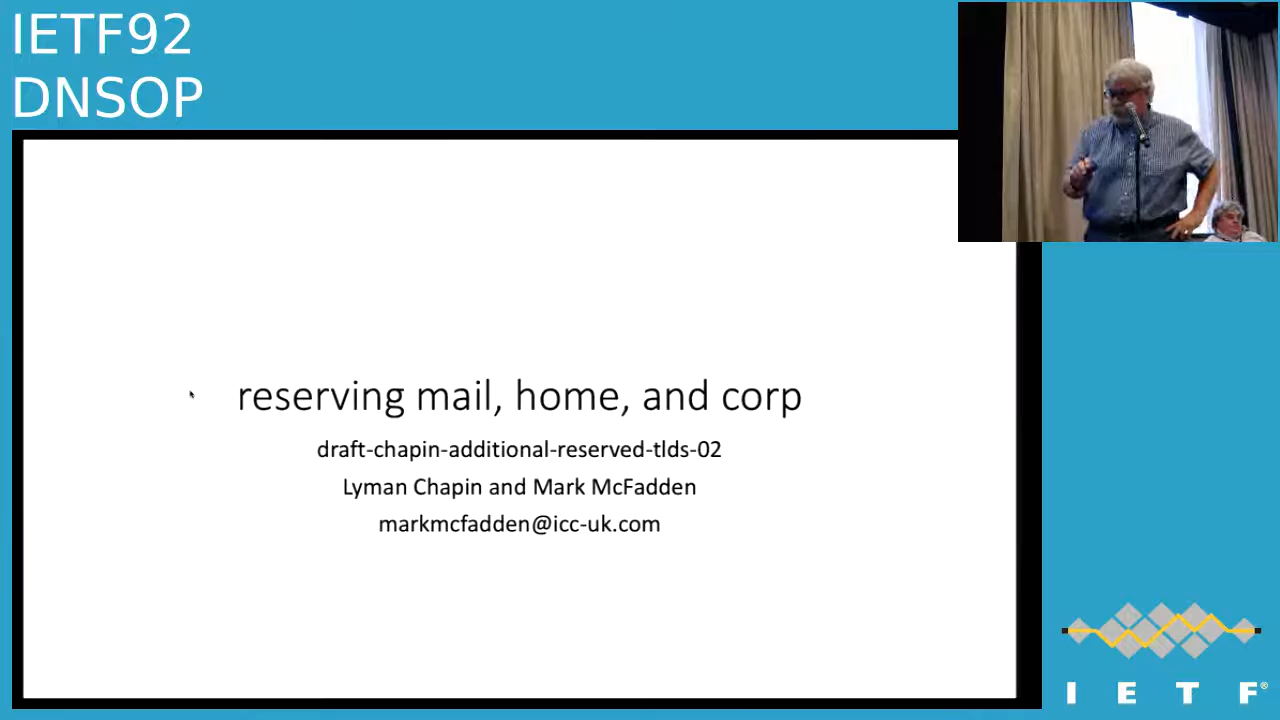 IETF92
DNSOP
reserving mail, home, and corp
draft-chapin-additional-reserved-tlds-02
Lyman Chapin and Mark McFadden
markmcfadden@icc-uk.com
I E T F®